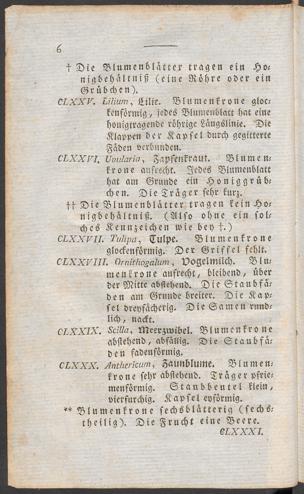 6
† Die Blumenblätter tragen ein Ho-
nigbehältniß (eine Röhre oder ein
Grübchen).
CLXXV. Lilium, Lilie. Blumenkrone glok-
kenförmig, jedes Blumenblatt hat eine
honigtragende röhrige Längslinie. Die
Klappen der Kapsel durch gegitterte
Fäden verbunden.
CLXXVI. Uvularia, Zapfenkraut. Blumen-
krone aufrecht. Jedes Blumenblatt
hat am Grunde ein Honiggrüb-
chen. Die Träger sehr kurz.
†† Die Blumenblätter tragen kein Ho-
nigbehältniß. (Also ohne ein sol-
ches Kennzeichen wie bey †.)
CLXXVII. Tulipa, Tulpe. Blumenkrone
glockenförmig. Der Griffel fehlt.
CLXXVIII. Ornithogalum, Vogelmilch. Blu-
menkrone aufrecht, bleibend, über
der Mitte abstehend. Die Staubfä-
den am Grunde breiter. Die Kap-
sel dreyfächerig. Die Samen rund-
lich, nackt.
CLXXIX. Scilla, Meerzwibel. Blumenkrone
abstehend, abfällig. Die Staubfä-
den fadenförmig.
CLXXX. Anthericum, Zaunblume. Blumen-
krone sehr abstehend. Träger pfrie-
menförmig. Staubbeutel klein,
vierfurchig. Kapsel eyförmig.
** Blumenkrone sechsblätterig (sechs-
theilig). Die Frucht eine Beere.
CLXXXI.